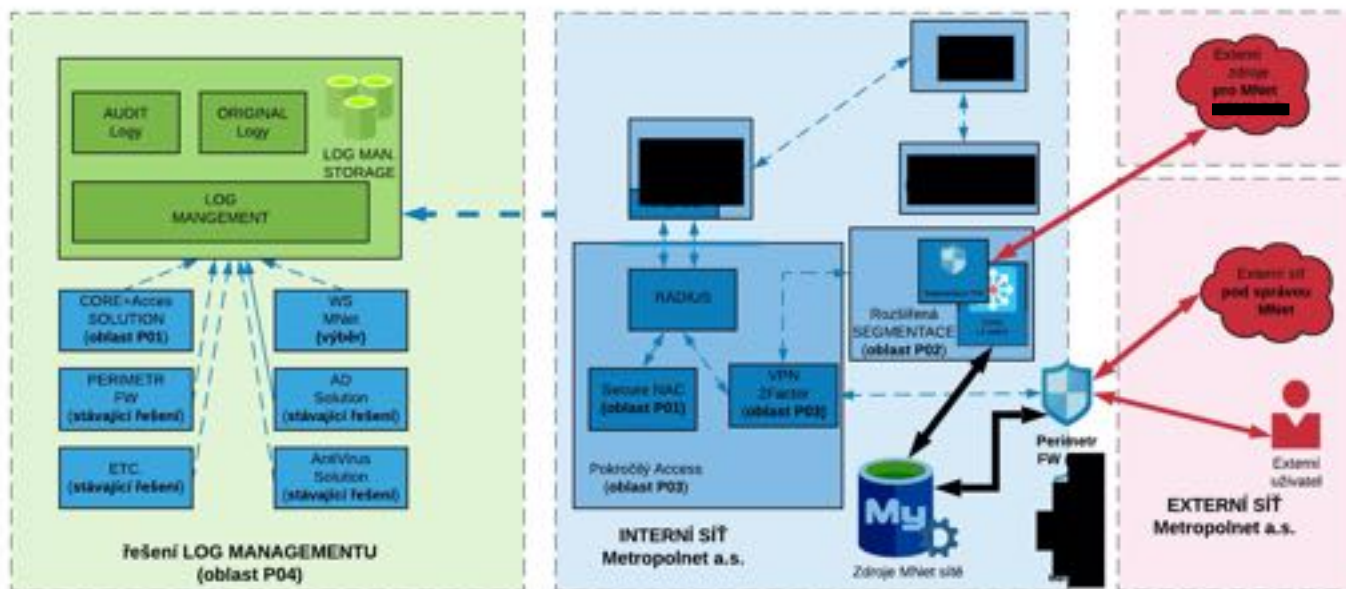 AUDIT
Logy
ORIGINAL
Logy
LOG MAN.
STORAGE
LOG
MANGEMENT
CORE+Acces
SOLUTION
(oblast P01)
WS
MNet
(výběr)
PERIMETR
FW
(stávající řešení)
AD
Solution
(stávající řešení)
ETC.
(stávající řešení)
AntiVirus
Solution
(stávající řešení)
řešení LOG MANAGEMENTU
(oblast P04)
RADIUS
Secure NAC
(oblast P01)
VPN
2Factor
(oblast P03)
Pokročilý Access
(oblast P03)
Rozšířená
SEGMENTACE
(oblast P02)
INTERNÍ SÍŤ
Metropolnet a.s.
My
Zdroje MNet sítě
Perimetr
FW
Externí
zdroje
pro MNet
Externí síť
pod správou
MNet
Externí
uživatel
EXTERNÍ SÍŤ
Metropolnet a.s.